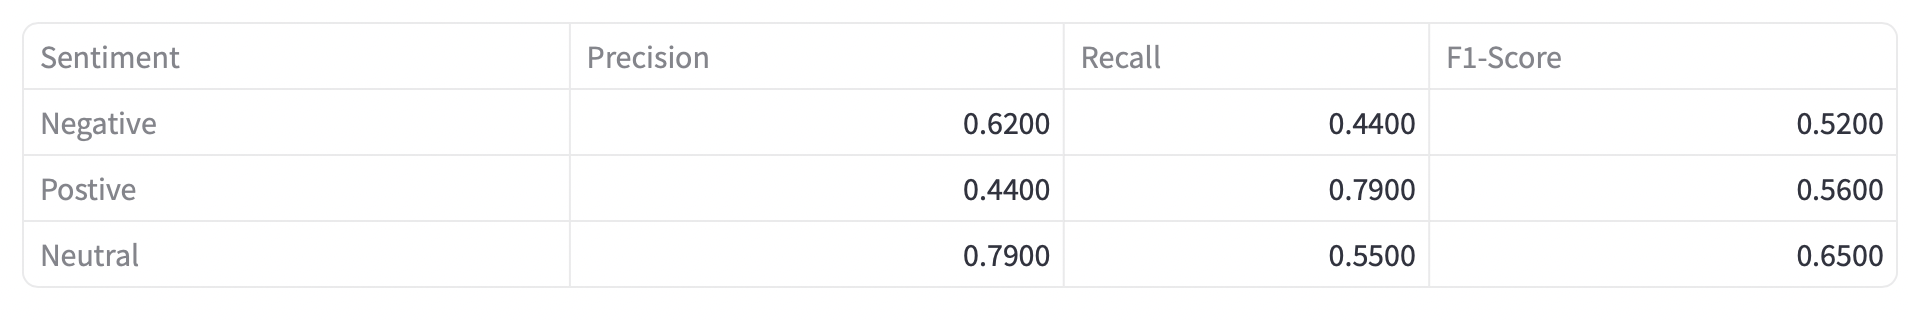 Sentiment Precision Recall F1-Score
Negative 0.6200 0.4400 0.5200
Postive 0.4400 0.7900 0.5600
Neutral 0.7900 0.5500 0.6500